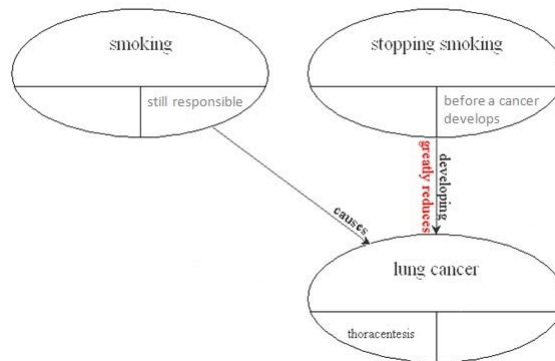 smoking
stopping smoking
still responsible
before a cancer
develops
causes
greatly reduces
developing
lung cancer
thoracentesis